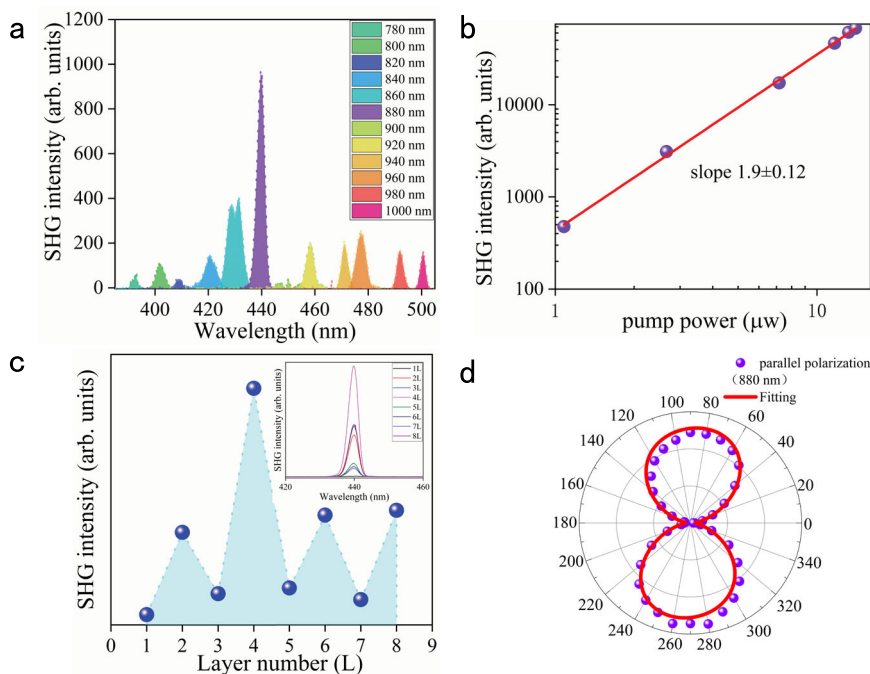 a
SHG intensity (arb. units)
1200
1000
800
600
400
200
0
400
420
440
460
480
500
Wavelength (nm)
780 nm
800 nm
820 nm
840 nm
860 nm
880 nm
900 nm
920 nm
940 nm
960 nm
980 nm
1000 nm
b
SHG intensity (arb. units)
10000
1000
100
1
10
pump power (μw)
slope 1.9±0.12
c
SHG intensity (arb. units)
0
1
2
3
4
5
6
7
8
9
Layer number (L)
SHG intensity (arb. units)
420
440
460
Wavelength (nm)
1L
2L
3L
4L
5L
6L
7L
8L
d
parallel polarization
(880 nm)
Fitting
0
20
40
60
80
100
120
140
160
180
200
220
240
260
280
300
320
340